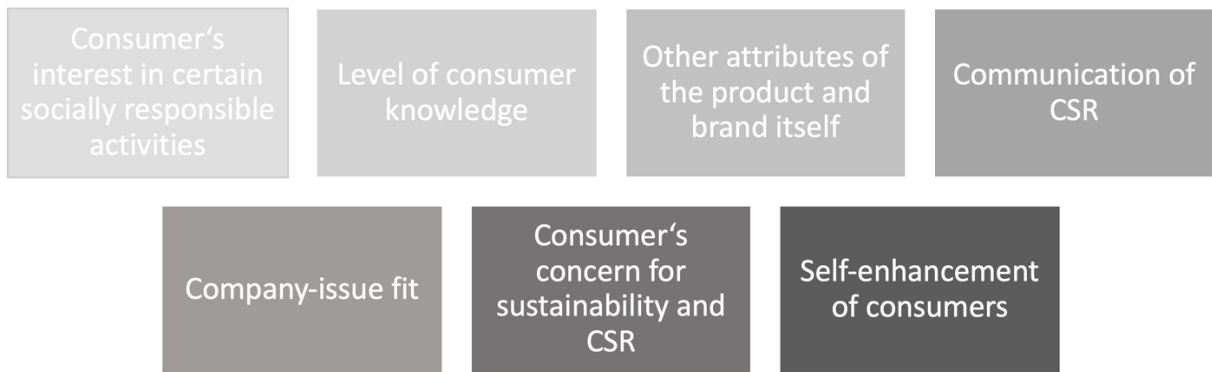 Consumer‘s
interest in certain
socially responsible
activities
Level of consumer
knowledge
Other attributes of
the product and
brand itself
Communication of
CSR
Company-issue fit
Consumer‘s
concern for
sustainability and
CSR
Self-enhancement
of consumers